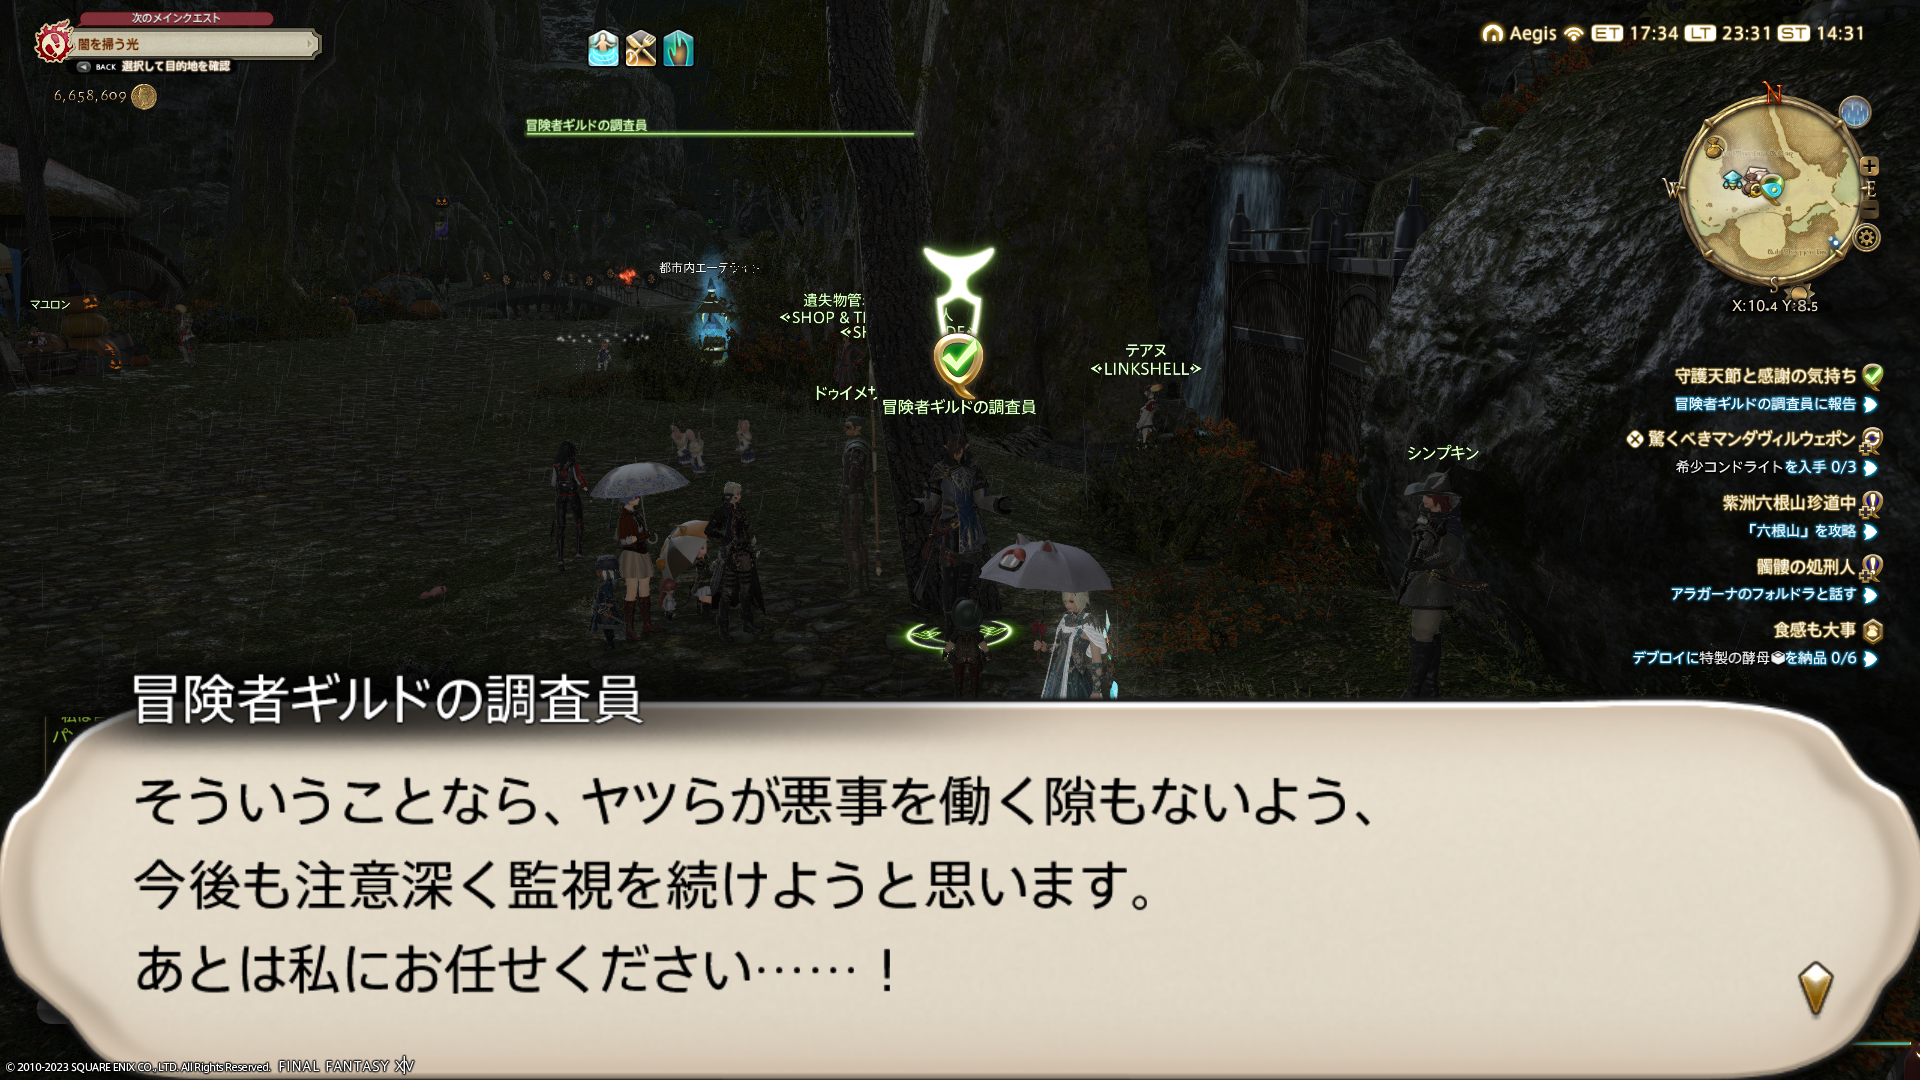 次のメインクエスト
闇を掃う光
BACK 選択して目的地を確認
6,658,609
冒険者ギルドの調査員
Aegis ET 17:34 LT 23:31 ST 14:31
N
W
E
S
X:10.4 Y:8.5
都市内エーテライト
マユロン
遺失物管
<SHOP & T
ドゥイメ
冒険者ギルドの調査員
テアヌ
<LINKSHELL>
シンプキン
守護天節と感謝の気持ち
冒険者ギルドの調査員に報告
驚くべきマンダヴィルウェポン
希少コンドライトを入手 0/3
紫洲六根山珍道中
「六根山」を攻略
髑髏の処刑人
アラガーナのフォルドラと話す
食感も大事
デブロイに特製の酵母を納品 0/6
冒険者ギルドの調査員
そういうことなら、ヤツらが悪事を働く隙もないよう、
今後も注意深く監視を続けようと思います。
あとは私にお任せください……！
© 2010-2023 SQUARE ENIX CO., LTD. All Rights Reserved. FINAL FANTASY XIV